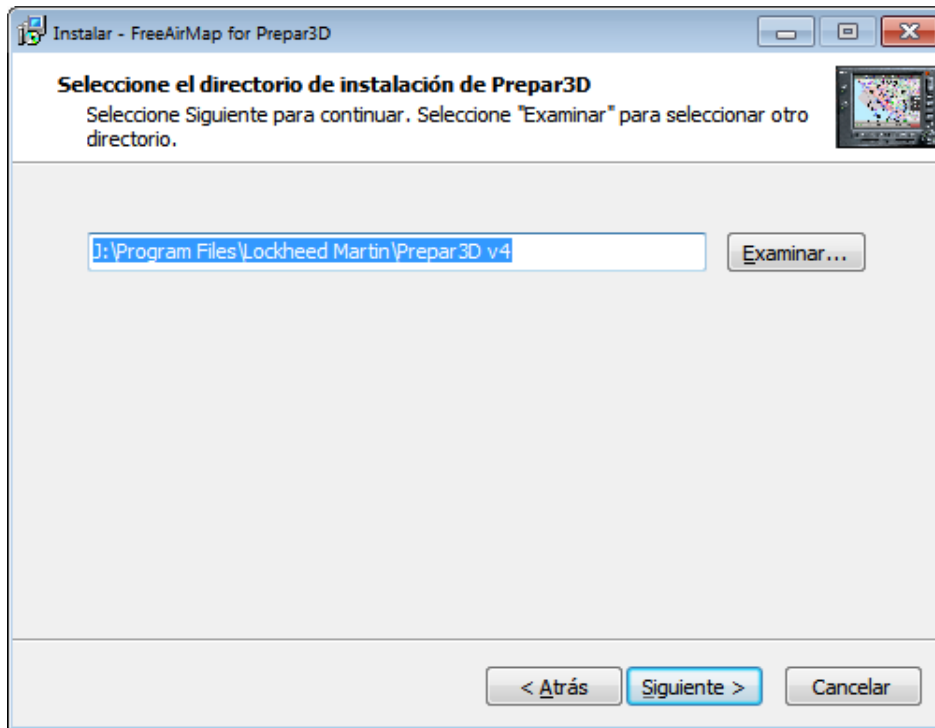 Instalar - FreeAirMap for Prepar3D
Seleccione el directorio de instalación de Prepar3D
Seleccione Siguiente para continuar. Seleccione "Examinar" para seleccionar otro
directorio.
J:\Program Files\Lockheed Martin\Prepar3D v4
Examinar...
< Atrás
Siguiente >
Cancelar